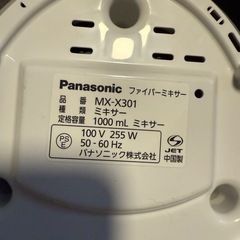 Panasonic ファイバーミキサー
品番 MX-X301
種類 ミキサー
定格容量 1000 mL ミキサー
PSE 100 V 255 W
50-60 Hz
パナソニック株式会社
S JET
中国製